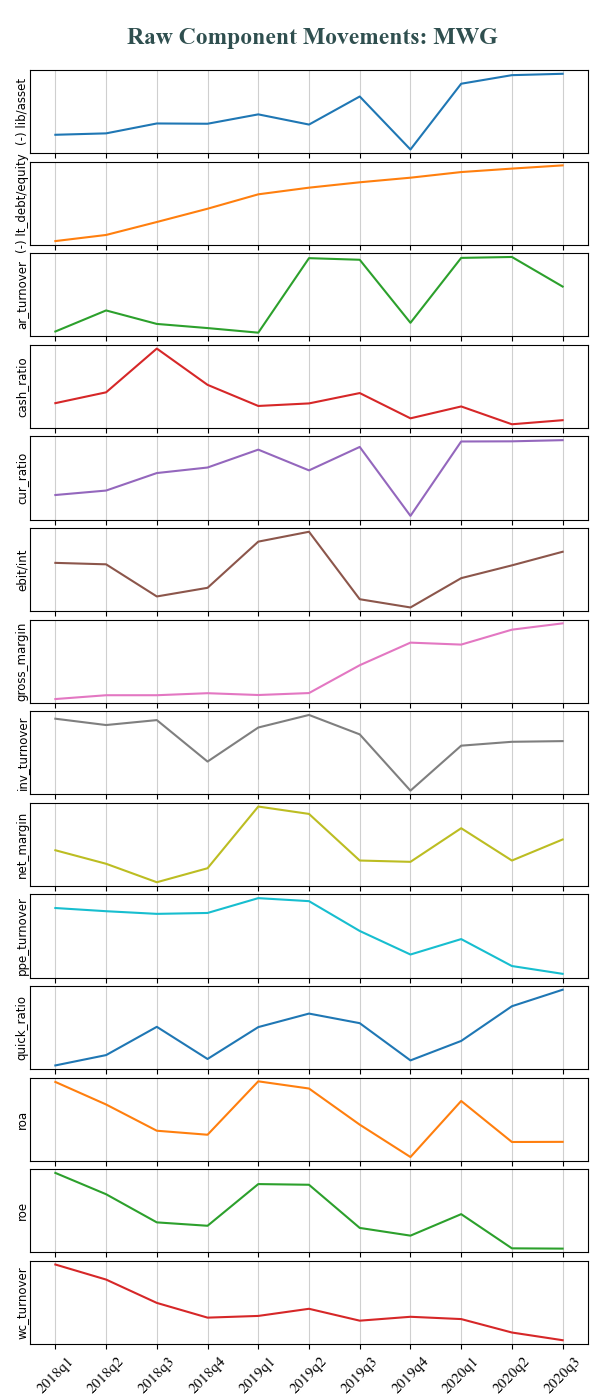 Raw Component Movements: MWG
(-) lib/asset
(-) lt_debt/equity
ar_turnover
cash_ratio
cur_ratio
ebit/int
gross_margin
inv_turnover
net_margin
ppe_turnover
quick_ratio
roa
roe
wc_turnover
2018q1 2018q2 2018q3 2018q4 2019q1 2019q2 2019q3 2019q4 2020q1 2020q2 2020q3